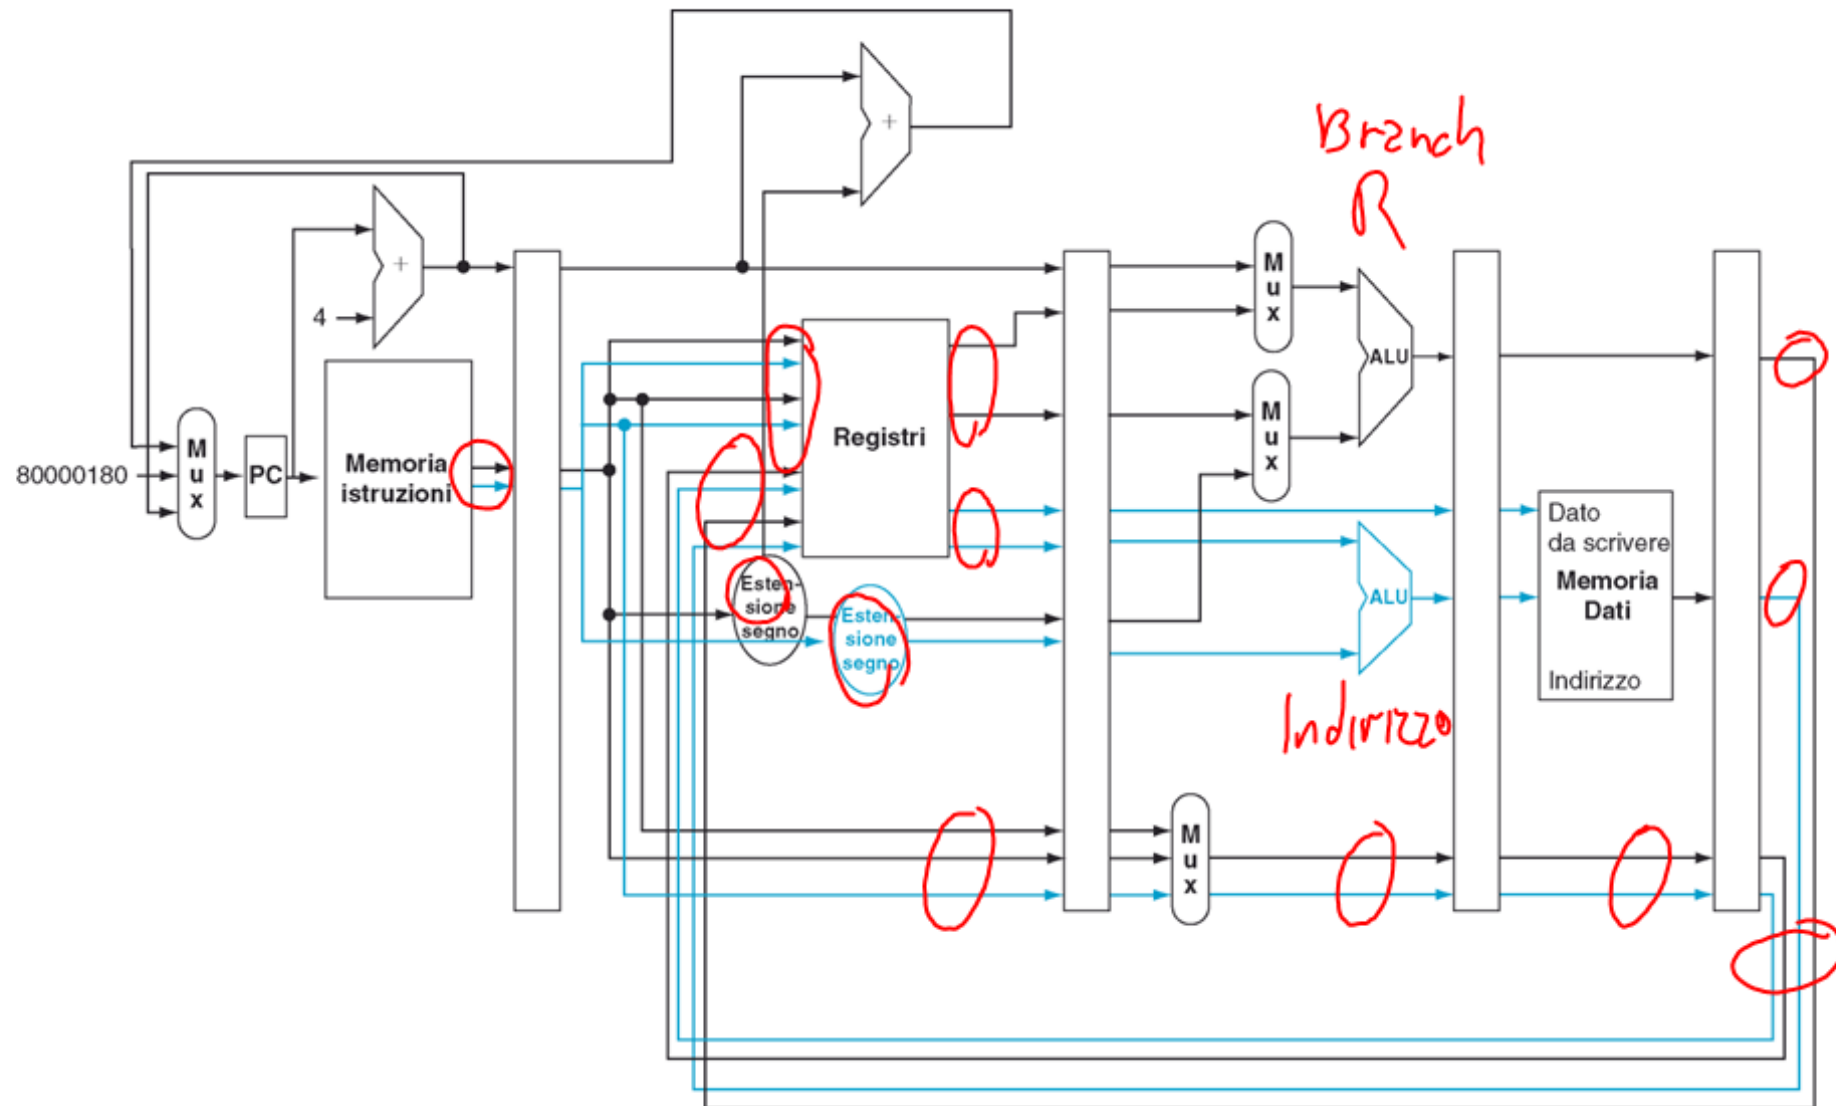 Branch
R
+
+
4
M
u
x
ALU
M
u
x
80000180
M
u
x
PC
Memoria
istruzioni
Registri
Dato
da scrivere
Memoria
Dati
Indirizzo
Esten-
sione
segno
Esten-
sione
segno
ALU
Indirizzo
M
u
x